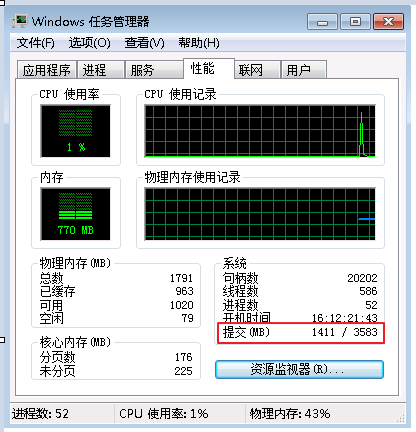 Windows 任务管理器
文件(F) 选项(O) 查看(V) 帮助(H)
应用程序 进程 服务 性能 联网 用户
CPU 使用率 CPU 使用记录
1 %
内存 物理内存使用记录
770 MB
物理内存(MB)
总数 1791
已缓存 963
可用 1020
空闲 79
系统
句柄数 20202
线程数 586
进程数 52
开机时间 16:12:21:43
提交(MB) 1411 / 3583
核心内存(MB)
分页数 176
未分页 225
资源监视器(R)...
进程数: 52 CPU 使用率: 1% 物理内存: 43%